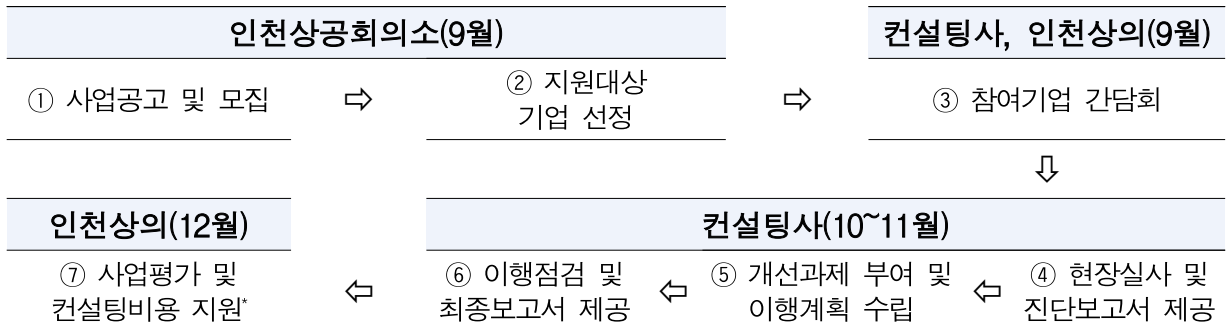 인천상공회의소(9월)
컨설팅사, 인천상의(9월)
① 사업공고 및 모집
⇨
② 지원대상
기업 선정
⇨
③ 참여기업 간담회
⇩
인천상의(12월)
컨설팅사(10~11월)
⑦ 사업평가 및
컨설팅비용 지원*
⇦
⑥ 이행점검 및
최종보고서 제공
⇦
⑤ 개선과제 부여 및
이행계획 수립
⇦
④ 현장실사 및
진단보고서 제공